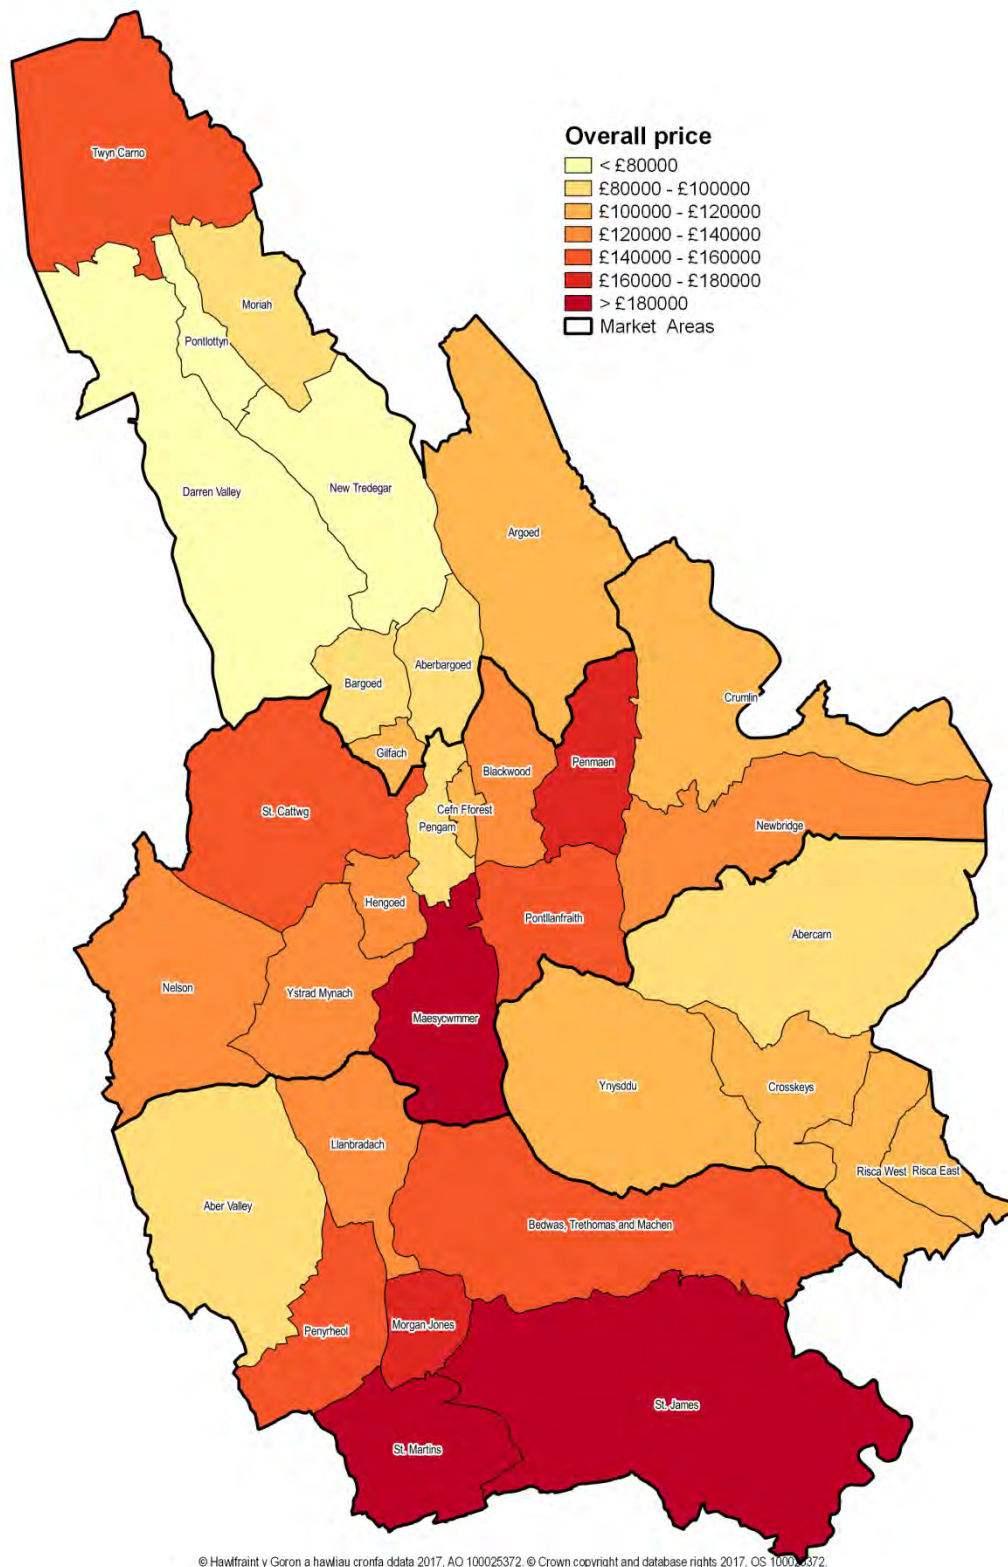 Overall price
< £80000
£80000 - £100000
£100000 - £120000
£120000 - £140000
£140000 - £160000
£160000 - £180000
> £180000
Market Areas
Twyn Carno
Moriah
Pontlottyn
Darren Valley
New Tredegar
Argoed
Aberbargoed
Bargoed
Crumlin
Gilfach
Blackwood
Penmaen
St. Cattwg
Cefn Fforest
Pengam
Newbridge
Hengoed
Pontllanfraith
Abercarn
Nelson
Ystrad Mynach
Maesycwmmer
Ynysddu
Crosskeys
Llanbradach
Risca West
Risca East
Aber Valley
Bedwas, Trethomas and Machen
Penyrheol
Morgan Jones
St. James
St. Martins
© Hawlfraint y Goron a hawliau cronfa ddata 2017, AO 100025372. © Crown copyright and database rights 2017, OS 100025372.